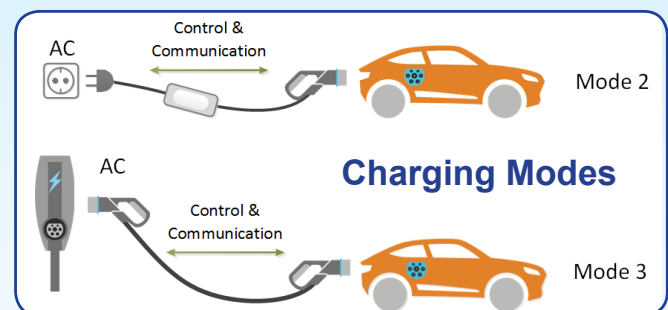 AC
Control &
Communication
Mode 2
Charging Modes
AC
Control &
Communication
Mode 3